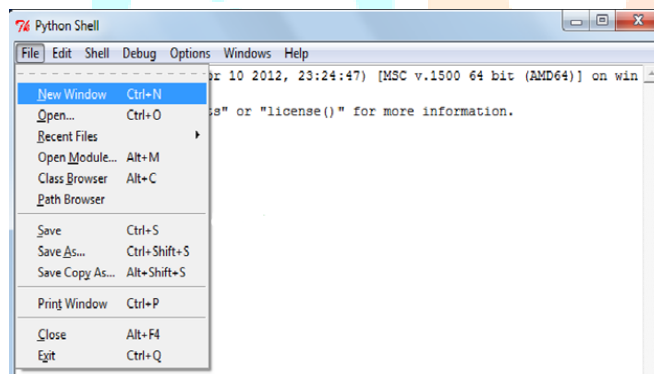 Python Shell
File Edit Shell Debug Options Windows Help
pr 10 2012, 23:24:47) [MSC v.1500 64 bit (AMD64)] on win
New Window Ctrl+N
Open... Ctrl+O
ts" or "license()" for more information.
Recent Files
Open Module... Alt+M
Class Browser Alt+C
Path Browser
Save Ctrl+S
Save As... Ctrl+Shift+S
Save Copy As... Alt+Shift+S
Print Window Ctrl+P
Close Alt+F4
Exit Ctrl+Q